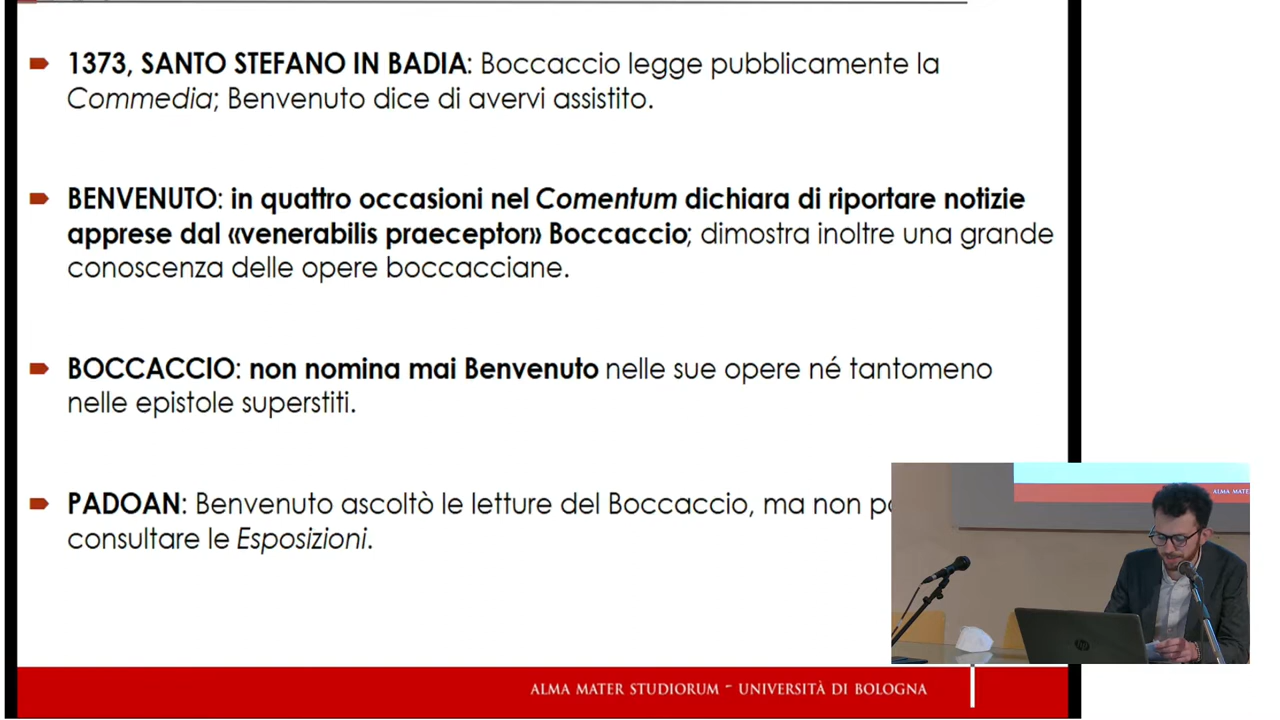 1373, SANTO STEFANO IN BADIA: Boccaccio legge pubblicamente la
Commedia; Benvenuto dice di avervi assistito.
BENVENUTO: in quattro occasioni nel Comentum dichiara di riportare notizie
apprese dal «venerabilis praeceptor» Boccaccio; dimostra inoltre una grande
conoscenza delle opere boccacciane.
BOCCACCIO: non nomina mai Benvenuto nelle sue opere né tantomeno
nelle epistole superstiti.
PADOAN: Benvenuto ascoltò le letture del Boccaccio, ma non
consultare le Esposizioni.
ALMA MATER
ALMA MATER STUDIORUM - UNIVERSITÀ DI BOLOGNA